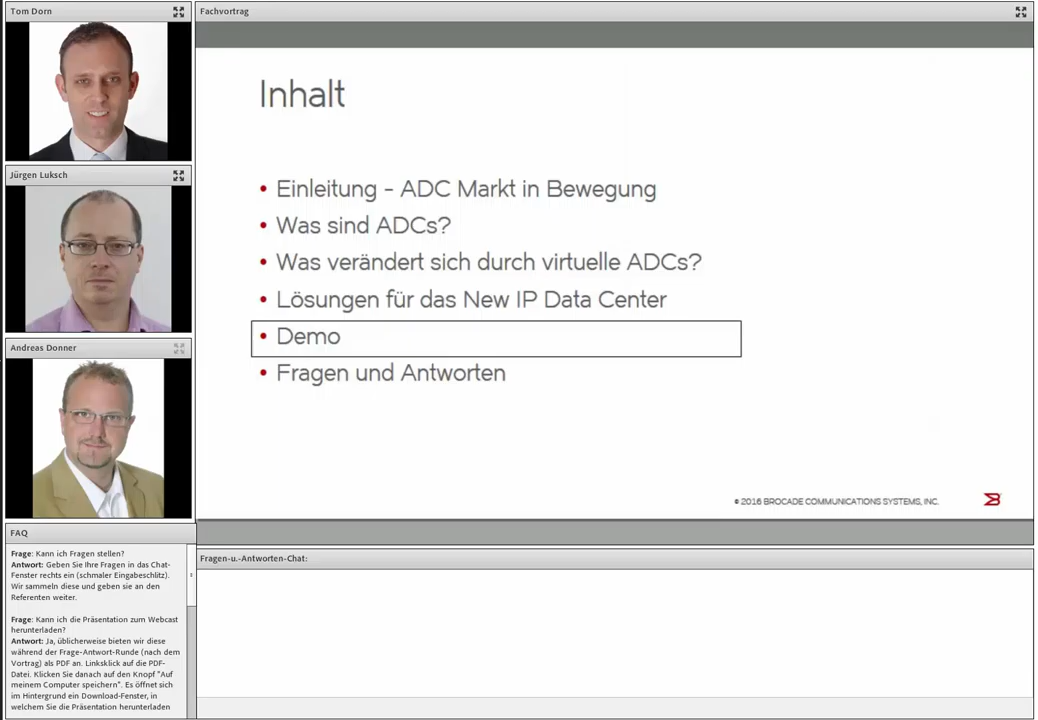 Tom Dorn
Jürgen Luksch
Andreas Donner
FAQ
Frage: Kann ich Fragen stellen?
Antwort: Geben Sie Ihre Fragen in das Chat-
Fenster rechts ein (schmaler Eingabeschlitz).
Wir sammeln diese und geben sie an den
Referenten weiter.
Frage: Kann ich die Präsentation zum Webcast
herunterladen?
Antwort: Ja, üblicherweise bieten wir diese
während der Frage-Antwort-Runde (nach dem
Vortrag) als PDF an. Linksklick auf die PDF-
Datei. Klicken Sie danach auf den Knopf "Auf
meinem Computer speichern". Es öffnet sich
im Hintergrund ein Download-Fenster, in
welchem Sie die Präsentation herunterladen
Fachvortrag
Inhalt
• Einleitung - ADC Markt in Bewegung
• Was sind ADCs?
• Was verändert sich durch virtuelle ADCs?
• Lösungen für das New IP Data Center
• Demo
• Fragen und Antworten
© 2016 BROCADE COMMUNICATIONS SYSTEMS, INC.
Fragen-u.-Antworten-Chat: